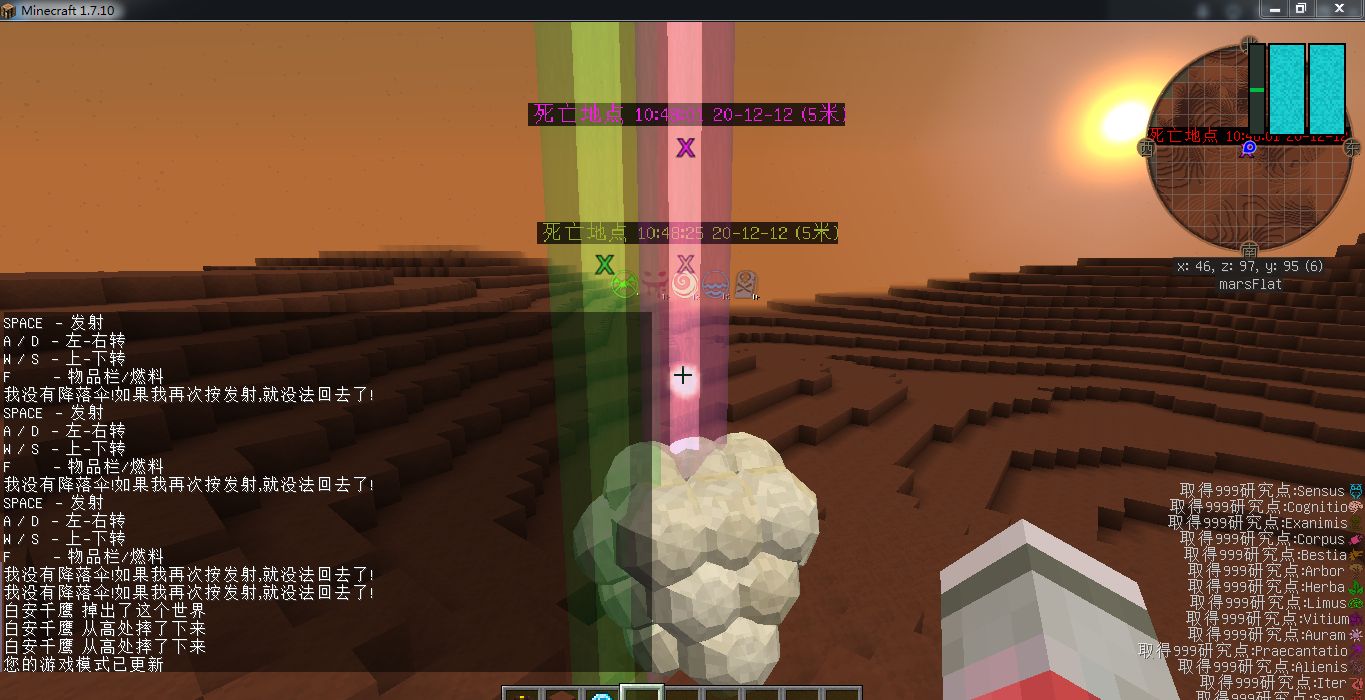 Minecraft 1.7.10
死亡地点 10:48:01 20-12-12 (5米)
死亡地点 10:48:25 20-12-12 (5米)
北
死亡地点
西
东
南
x: 46, z: 97, y: 95 (6)
marsFlat
SPACE - 发射
A / D - 左-右转
W / S - 上-下转
F - 物品栏/燃料
我没有降落伞!如果我再次按发射,就没法回去了!
SPACE - 发射
A / D - 左-右转
W / S - 上-下转
F - 物品栏/燃料
我没有降落伞!如果我再次按发射,就没法回去了!
SPACE - 发射
A / D - 左-右转
W / S - 上-下转
F - 物品栏/燃料
我没有降落伞!如果我再次按发射,就没法回去了!
我没有降落伞!如果我再次按发射,就没法回去了!
白安千鹰 掉出了这个世界
白安千鹰 从高处摔了下来
白安千鹰 从高处摔了下来
您的游戏模式已更新
取得999研究点:Sensus
取得999研究点:Cognitio
取得999研究点:Exanimis
取得999研究点:Corpus
取得999研究点:Bestia
取得999研究点:Arbor
取得999研究点:Herba
取得999研究点:Limus
取得999研究点:Vitium
取得999研究点:Auram
取得999研究点:Praecantatio
取得999研究点:Alienis
取得999研究点:Iter